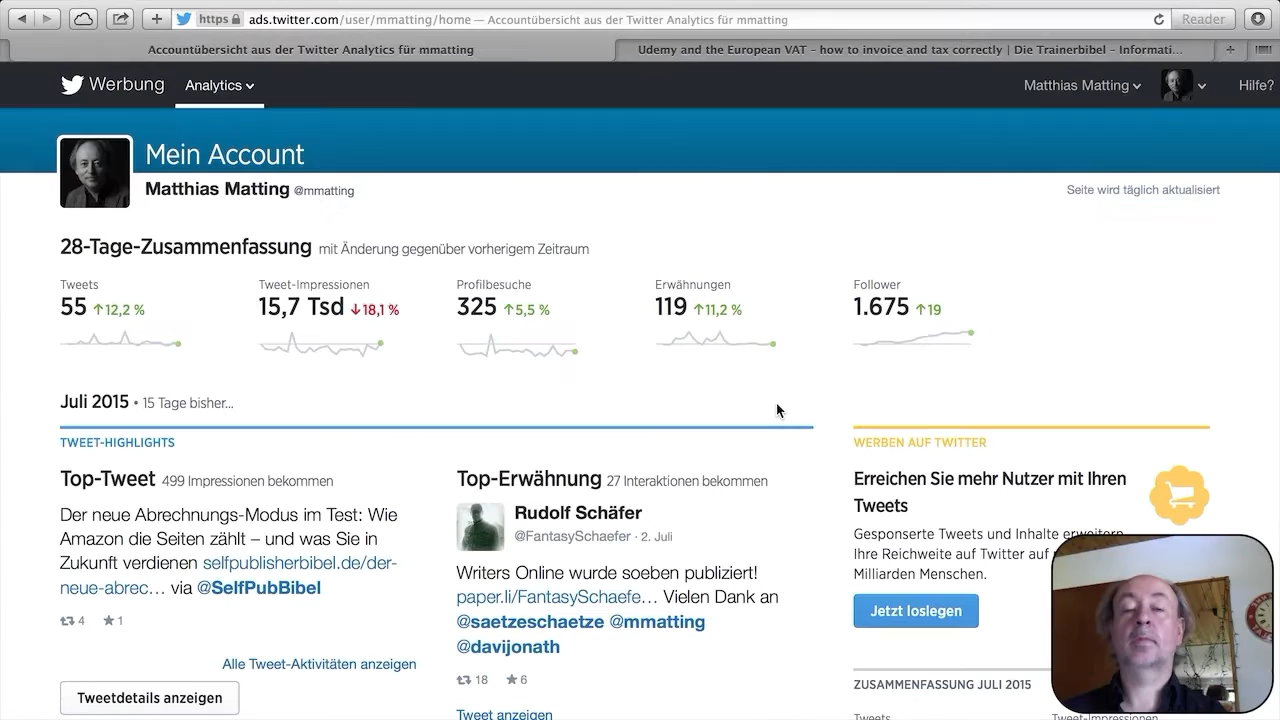 https ads.twitter.com/user/mmatting/home — Accountübersicht aus der Twitter Analytics für mmatting
Reader
Accountübersicht aus der Twitter Analytics für mmatting
Udemy and the European VAT – how to invoice and tax correctly | Die Trainerbibel – Informati...
Werbung
Analytics
Matthias Matting
Hilfe?
Mein Account
Matthias Matting @mmatting
Seite wird täglich aktualisiert
28-Tage-Zusammenfassung mit Änderung gegenüber vorherigem Zeitraum
Tweets
55 ↑12,2 %
Tweet-Impressionen
15,7 Tsd ↓18,1 %
Profilbesuche
325 ↑5,5 %
Erwähnungen
119 ↑11,2 %
Follower
1.675 ↑19
Juli 2015 • 15 Tage bisher...
TWEET-HIGHLIGHTS
Top-Tweet 499 Impressionen bekommen
Der neue Abrechnungs-Modus im Test: Wie
Amazon die Seiten zählt – und was Sie in
Zukunft verdienen selfpublisherbibel.de/der-
neue-abrec… via @SelfPubBibel
4 1
Alle Tweet-Aktivitäten anzeigen
Tweetdetails anzeigen
Top-Erwähnung 27 Interaktionen bekommen
Rudolf Schäfer
@FantasySchaefer · 2. Juli
Writers Online wurde soeben publiziert!
paper.li/FantasySchaefe… Vielen Dank an
@saetzeschaetze @mmatting
@davijonath
18 6
Tweet anzeigen
WERBEN AUF TWITTER
Erreichen Sie mehr Nutzer mit Ihren
Tweets
Gesponserte Tweets und Inhalte erweitern
Ihre Reichweite auf Twitter auf
Milliarden Menschen.
Jetzt loslegen
ZUSAMMENFASSUNG JULI 2015
Tweets
Tweet-Impressionen